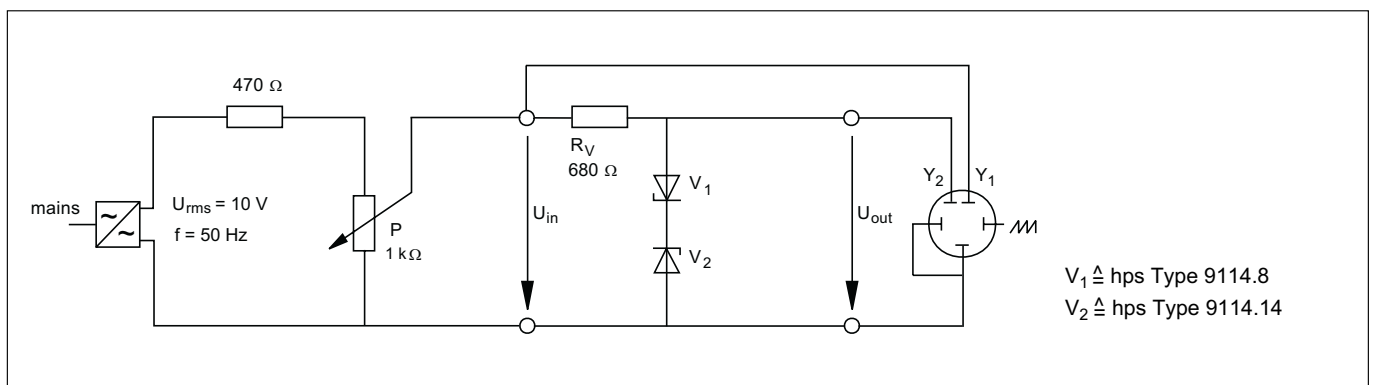 470 Ω
mains
U_rms = 10 V
f = 50 Hz
P
1 kΩ
U_in
R_V
680 Ω
V_1
V_2
U_out
Y_2 Y_1
V_1 ≙ hps Type 9114.8
V_2 ≙ hps Type 9114.14